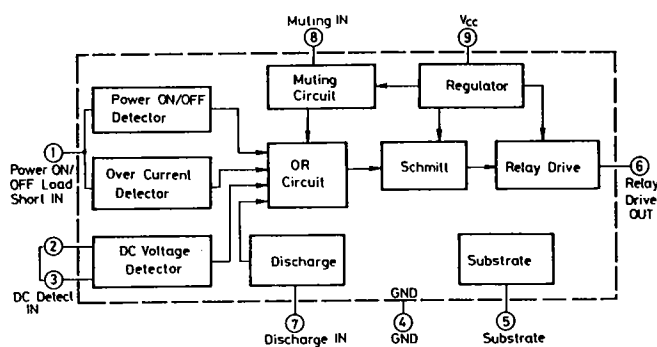 Muting IN
8
Vcc
9
Muting
Circuit
Regulator
Power ON/OFF
Detector
1
Power ON/
OFF Load
Short IN
Over Current
Detector
OR
Circuit
Schmitt
Relay Drive
6
Relay
Drive
OUT
2
3
DC Detect
IN
DC Voltage
Detector
Discharge
Substrate
GND
7
Discharge IN
4
GND
5
Substrate